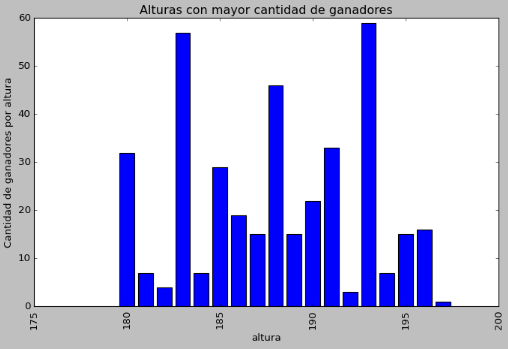 Alturas con mayor cantidad de ganadores
Cantidad de ganadores por altura
60
50
40
30
20
10
0
175 180 185 190 195 200
altura